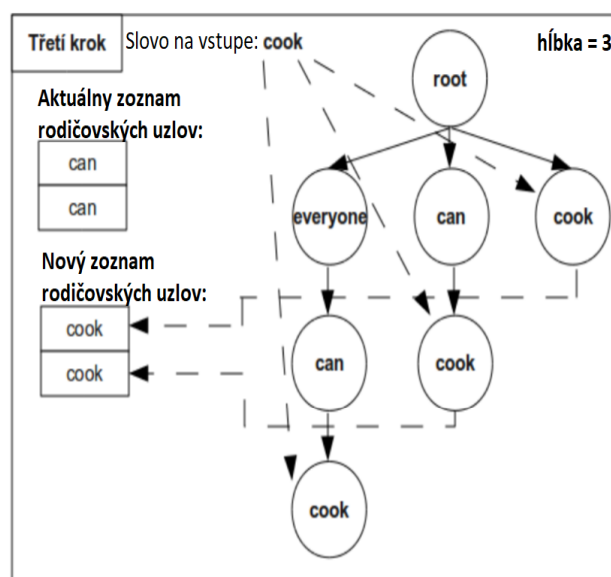 Třetí krok
Slovo na vstupe: cook
hĺbka = 3
root
Aktuálny zoznam
rodičovských uzlov:
can
can
everyone
can
cook
Nový zoznam
rodičovských uzlov:
cook
cook
can
cook
cook